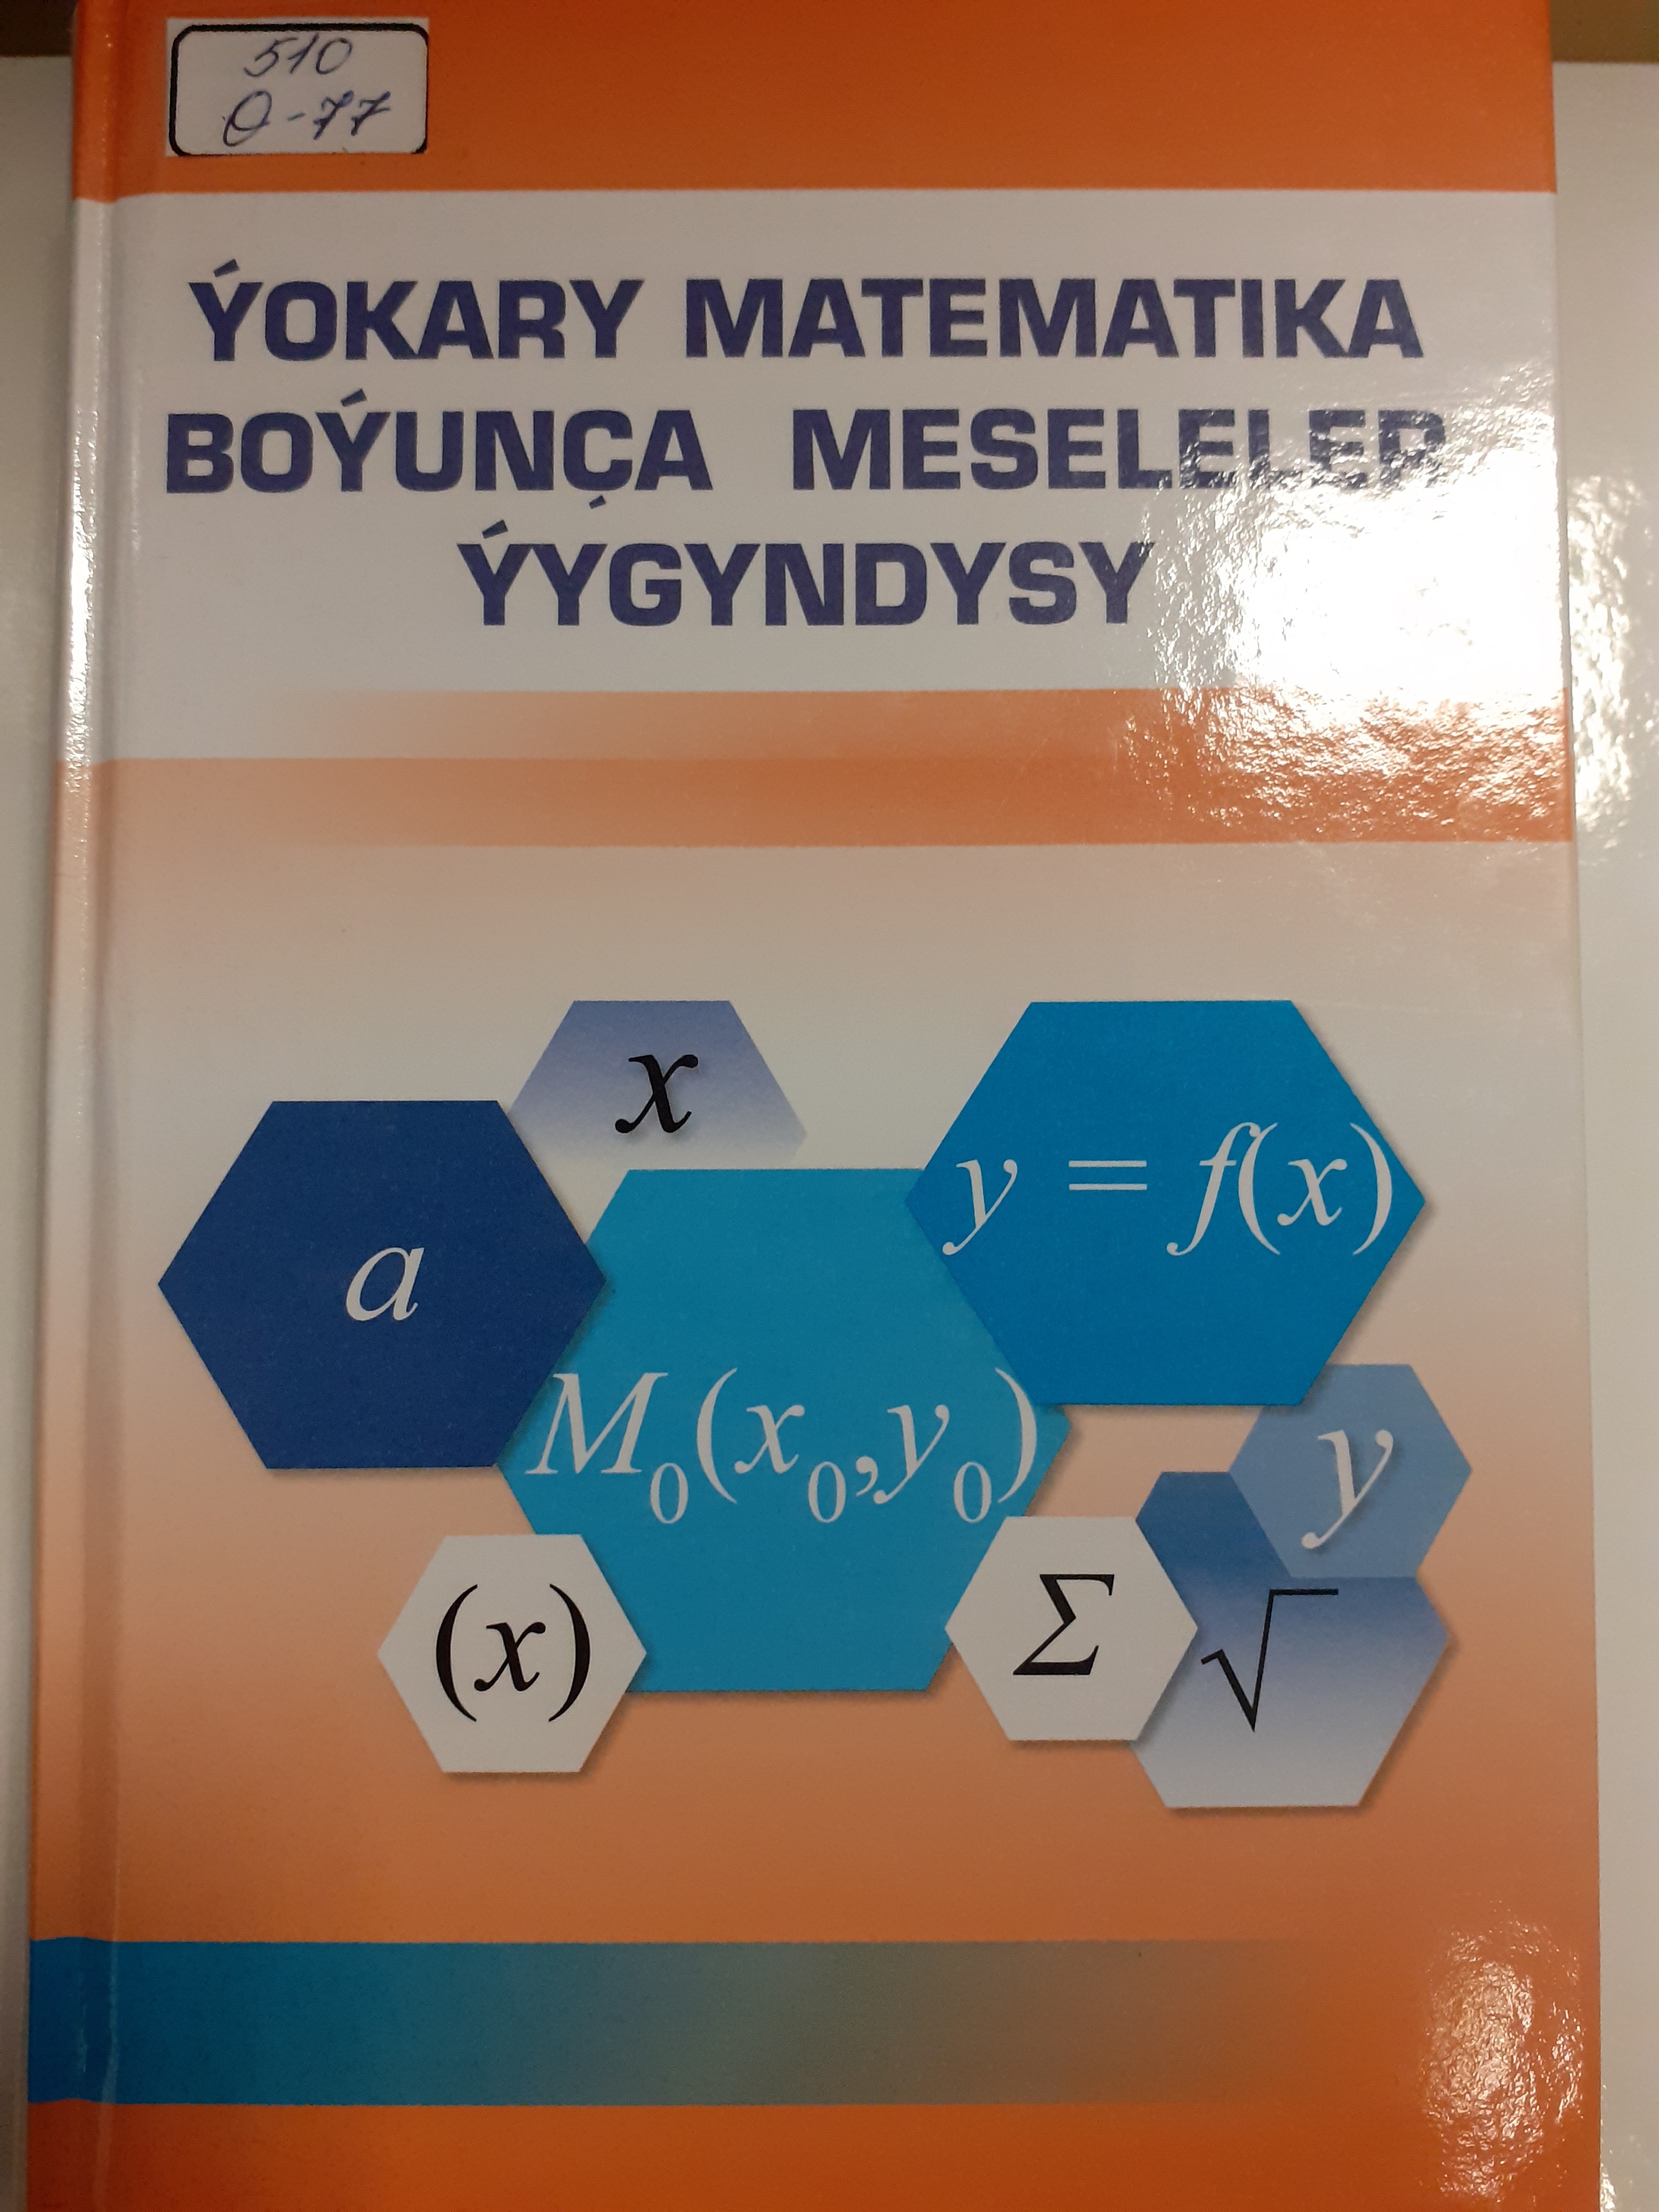 510
Ö-77
ÝOKARY MATEMATIKA
BOÝUNÇA MESELELER
ÝYGYNDYSY
x
y = f(x)
a
M₀(x₀,y₀)
y
(x)
Σ
√